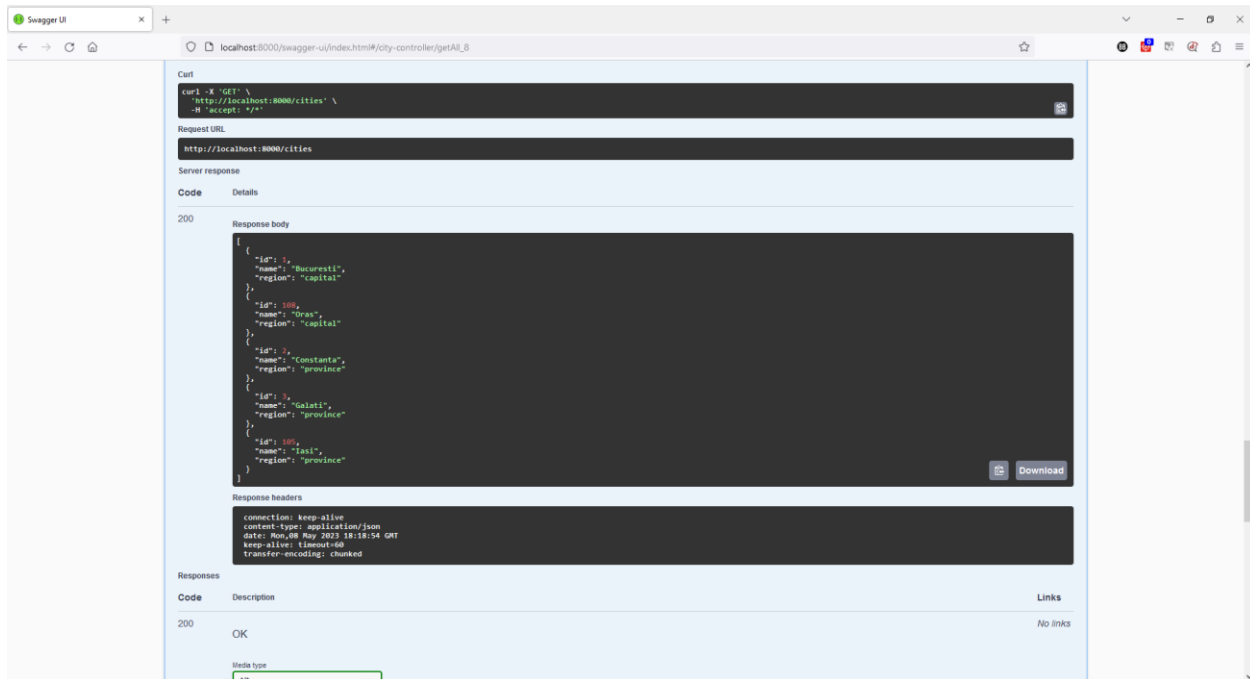 Swagger UI
localhost:8000/swagger-ui/index.html#/city-controller/getAll_8
Curl
curl -X 'GET' \
'http://localhost:8000/cities' \
-H 'accept: */*'
Request URL
http://localhost:8000/cities
Server response
Code Details
200
Response body
[
{
"id": 1,
"name": "Bucuresti",
"region": "capital"
},
{
"id": 108,
"name": "Oras",
"region": "capital"
},
{
"id": 2,
"name": "Constanta",
"region": "province"
},
{
"id": 3,
"name": "Galati",
"region": "province"
},
{
"id": 105,
"name": "Iasi",
"region": "province"
}
]
Download
Response headers
connection: keep-alive
content-type: application/json
date: Mon,08 May 2023 18:18:54 GMT
keep-alive: timeout=60
transfer-encoding: chunked
Responses
Code Description Links
200 No links
OK
Media type